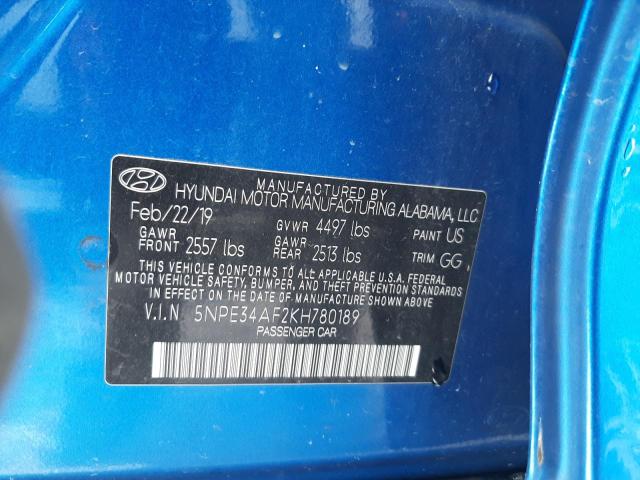 MANUFACTURED BY
HYUNDAI MOTOR MANUFACTURING ALABAMA, LLC
Feb/22/19 GVWR 4497 lbs PAINT US
GAWR FRONT 2557 lbs GAWR REAR 2513 lbs TRIM GG
THIS VEHICLE CONFORMS TO ALL APPLICABLE U.S.A. FEDERAL
MOTOR VEHICLE SAFETY, BUMPER, AND THEFT PREVENTION
STANDARDS IN EFFECT ON THE DATE OF MANUFACTURE SHOWN ABOVE
V.I.N 5NPE34AF2KH780189
PASSENGER CAR